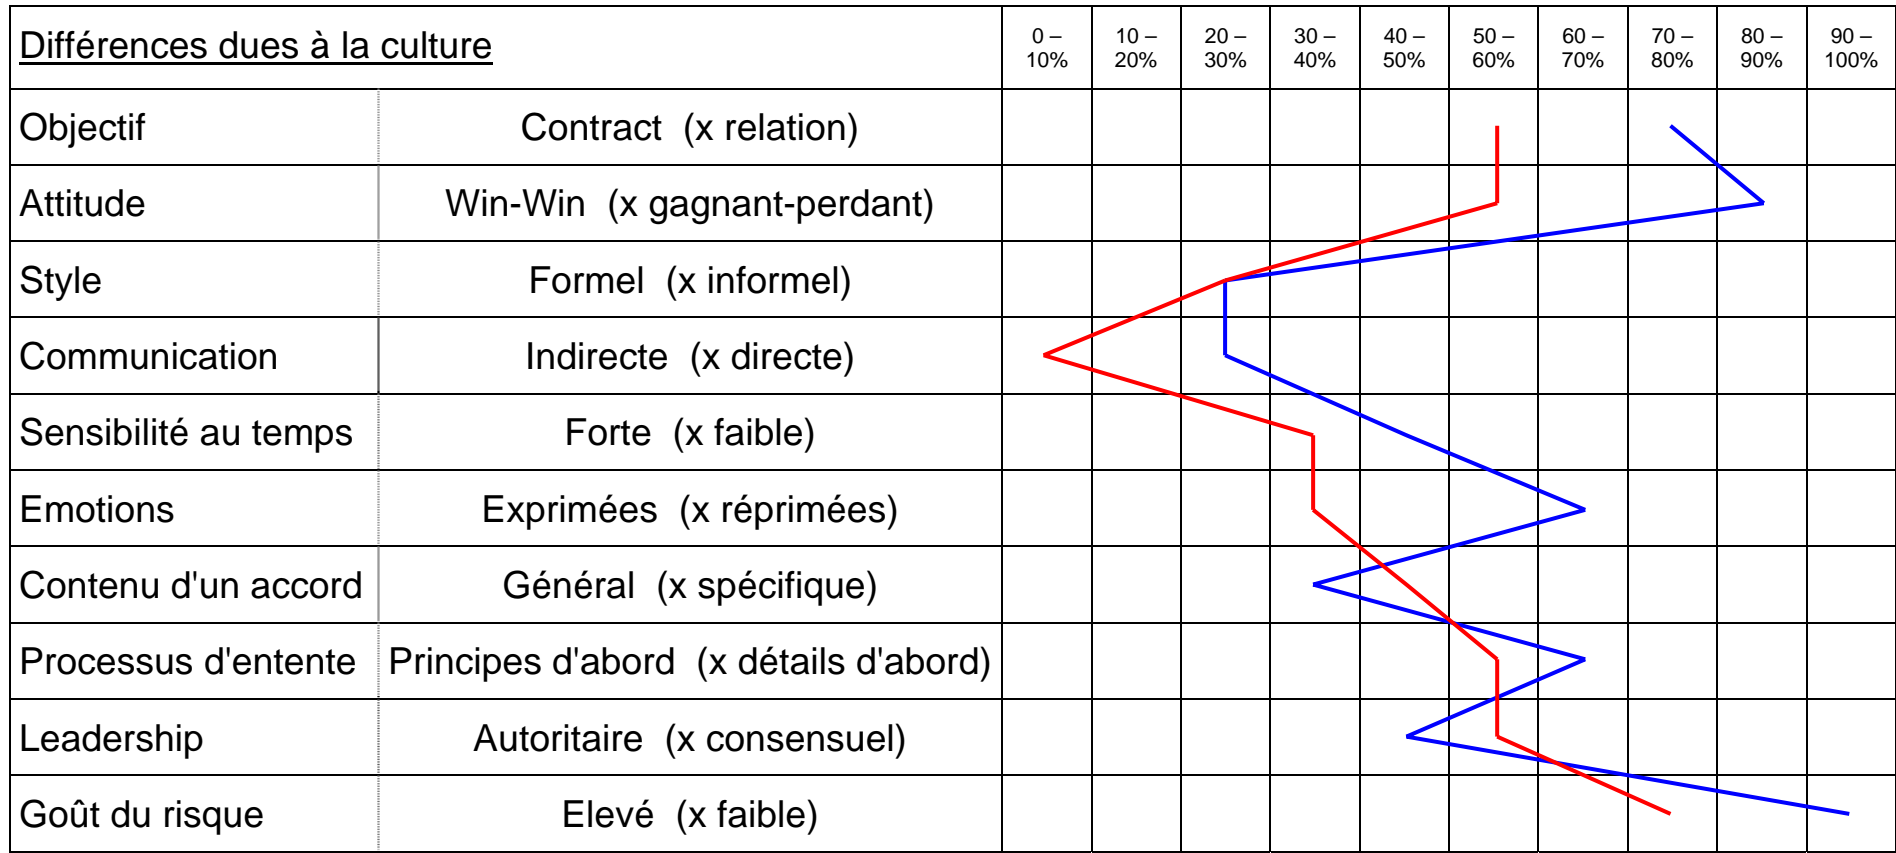 Différences dues à la culture 0 – 10% 10 – 20% 20 – 30% 30 – 40% 40 – 50% 50 – 60% 60 – 70% 70 – 80% 80 – 90% 90 – 100%
Objectif Contract (x relation)
Attitude Win-Win (x gagnant-perdant)
Style Formel (x informel)
Communication Indirecte (x directe)
Sensibilité au temps Forte (x faible)
Emotions Exprimées (x réprimées)
Contenu d'un accord Général (x spécifique)
Processus d'entente Principes d'abord (x détails d'abord)
Leadership Autoritaire (x consensuel)
Goût du risque Elevé (x faible)